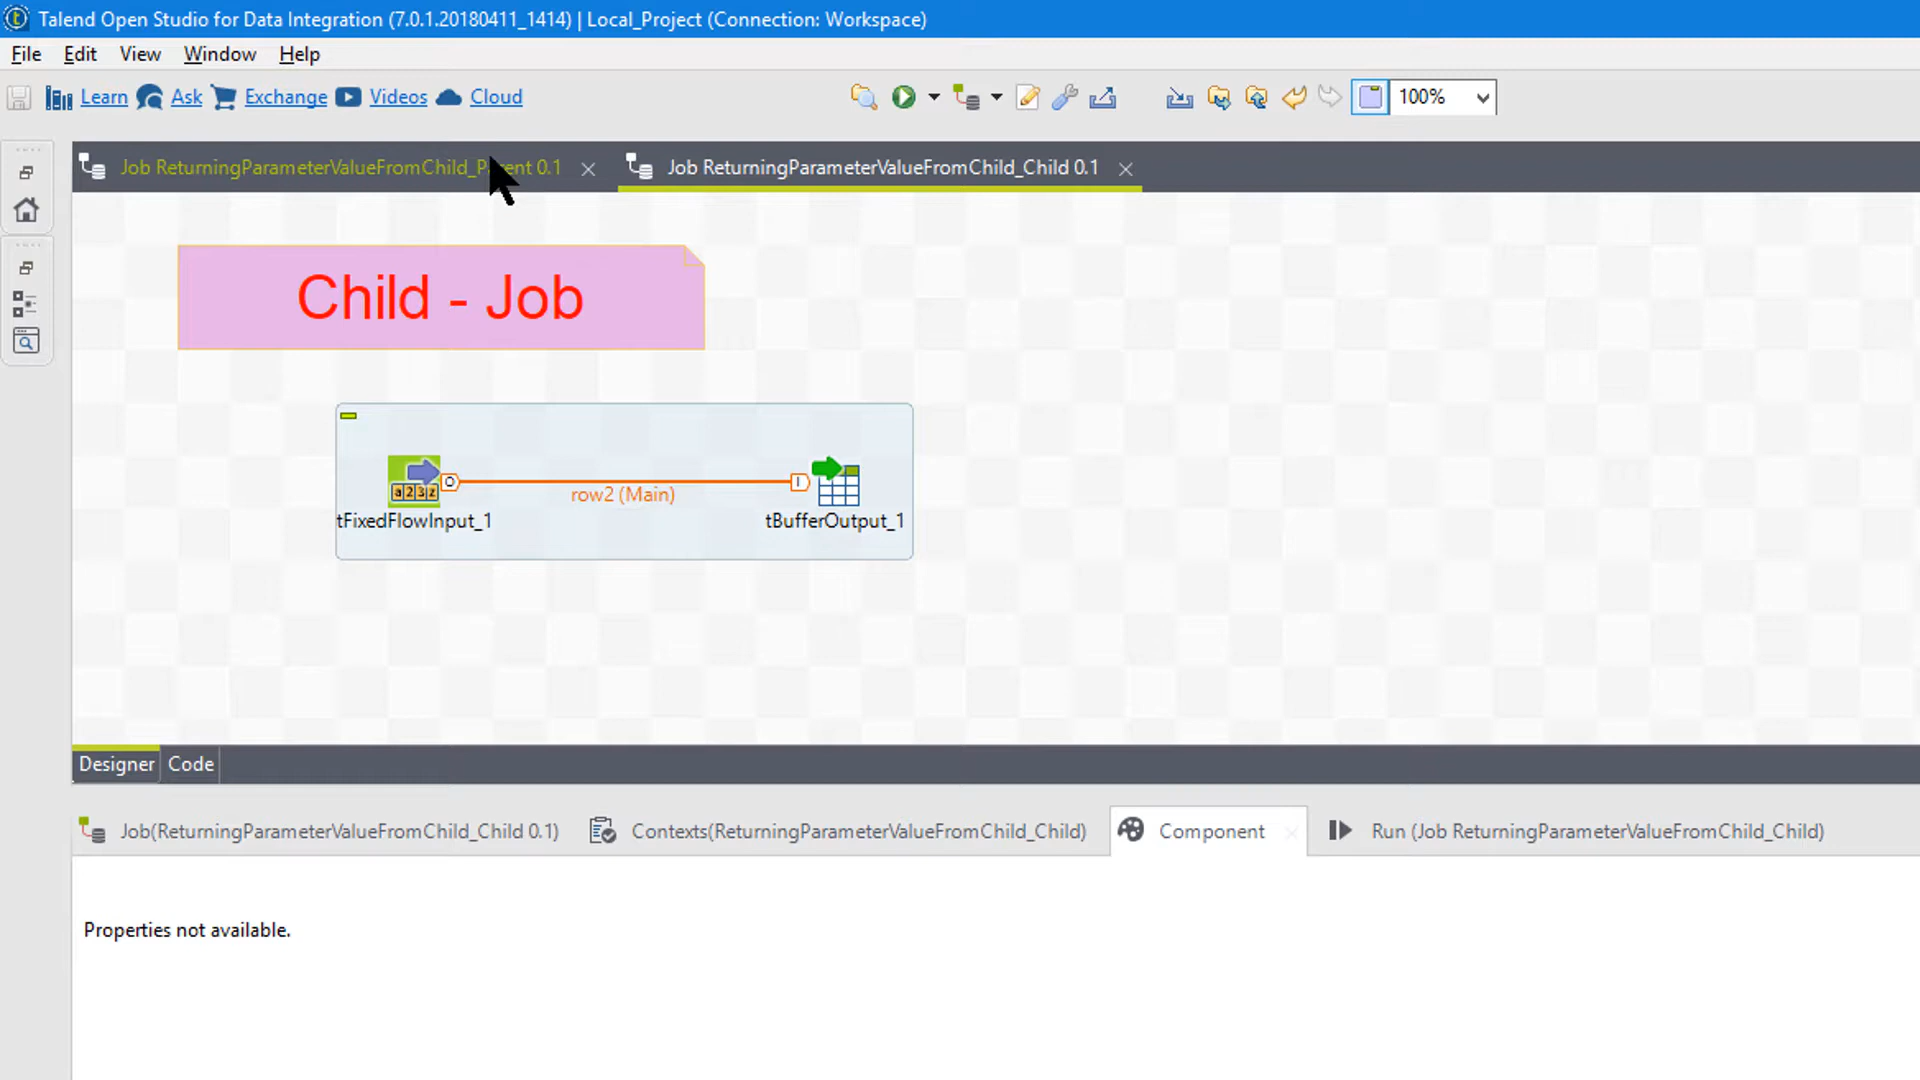 Talend Open Studio for Data Integration (7.0.1.20180411_1414) | Local_Project (Connection: Workspace)
File Edit View Window Help
Learn Ask Exchange Videos Cloud 100%
Job ReturningParameterValueFromChild_Parent 0.1 Job ReturningParameterValueFromChild_Child 0.1
Child - Job
row2 (Main)
tFixedFlowInput_1 tBufferOutput_1
Designer Code
Job(ReturningParameterValueFromChild_Child 0.1) Contexts(ReturningParameterValueFromChild_Child) Component Run (Job ReturningParameterValueFromChild_Child)
Properties not available.